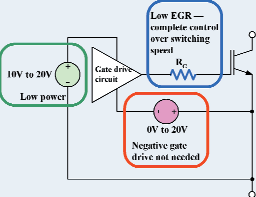 Low EGR —
complete control
over switching
speed
R_G
Gate drive
circuit
10V to 20V
+
−
Low power
+
−
0V to 20V
Negative gate
drive not needed